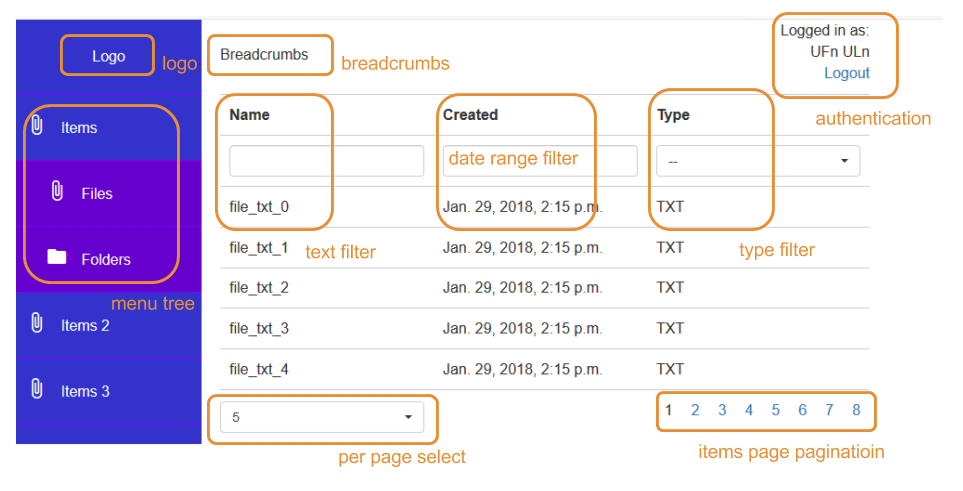 Logo
logo
Breadcrumbs
breadcrumbs
Logged in as:
UFn ULn
Logout
authentication
Items
Files
Folders
menu tree
Items 2
Items 3
Name Created Type
date range filter
--
file_txt_0 Jan. 29, 2018, 2:15 p.m. TXT
file_txt_1 Jan. 29, 2018, 2:15 p.m. TXT
text filter
type filter
file_txt_2 Jan. 29, 2018, 2:15 p.m. TXT
file_txt_3 Jan. 29, 2018, 2:15 p.m. TXT
file_txt_4 Jan. 29, 2018, 2:15 p.m. TXT
5
1 2 3 4 5 6 7 8
per page select
items page paginatioin